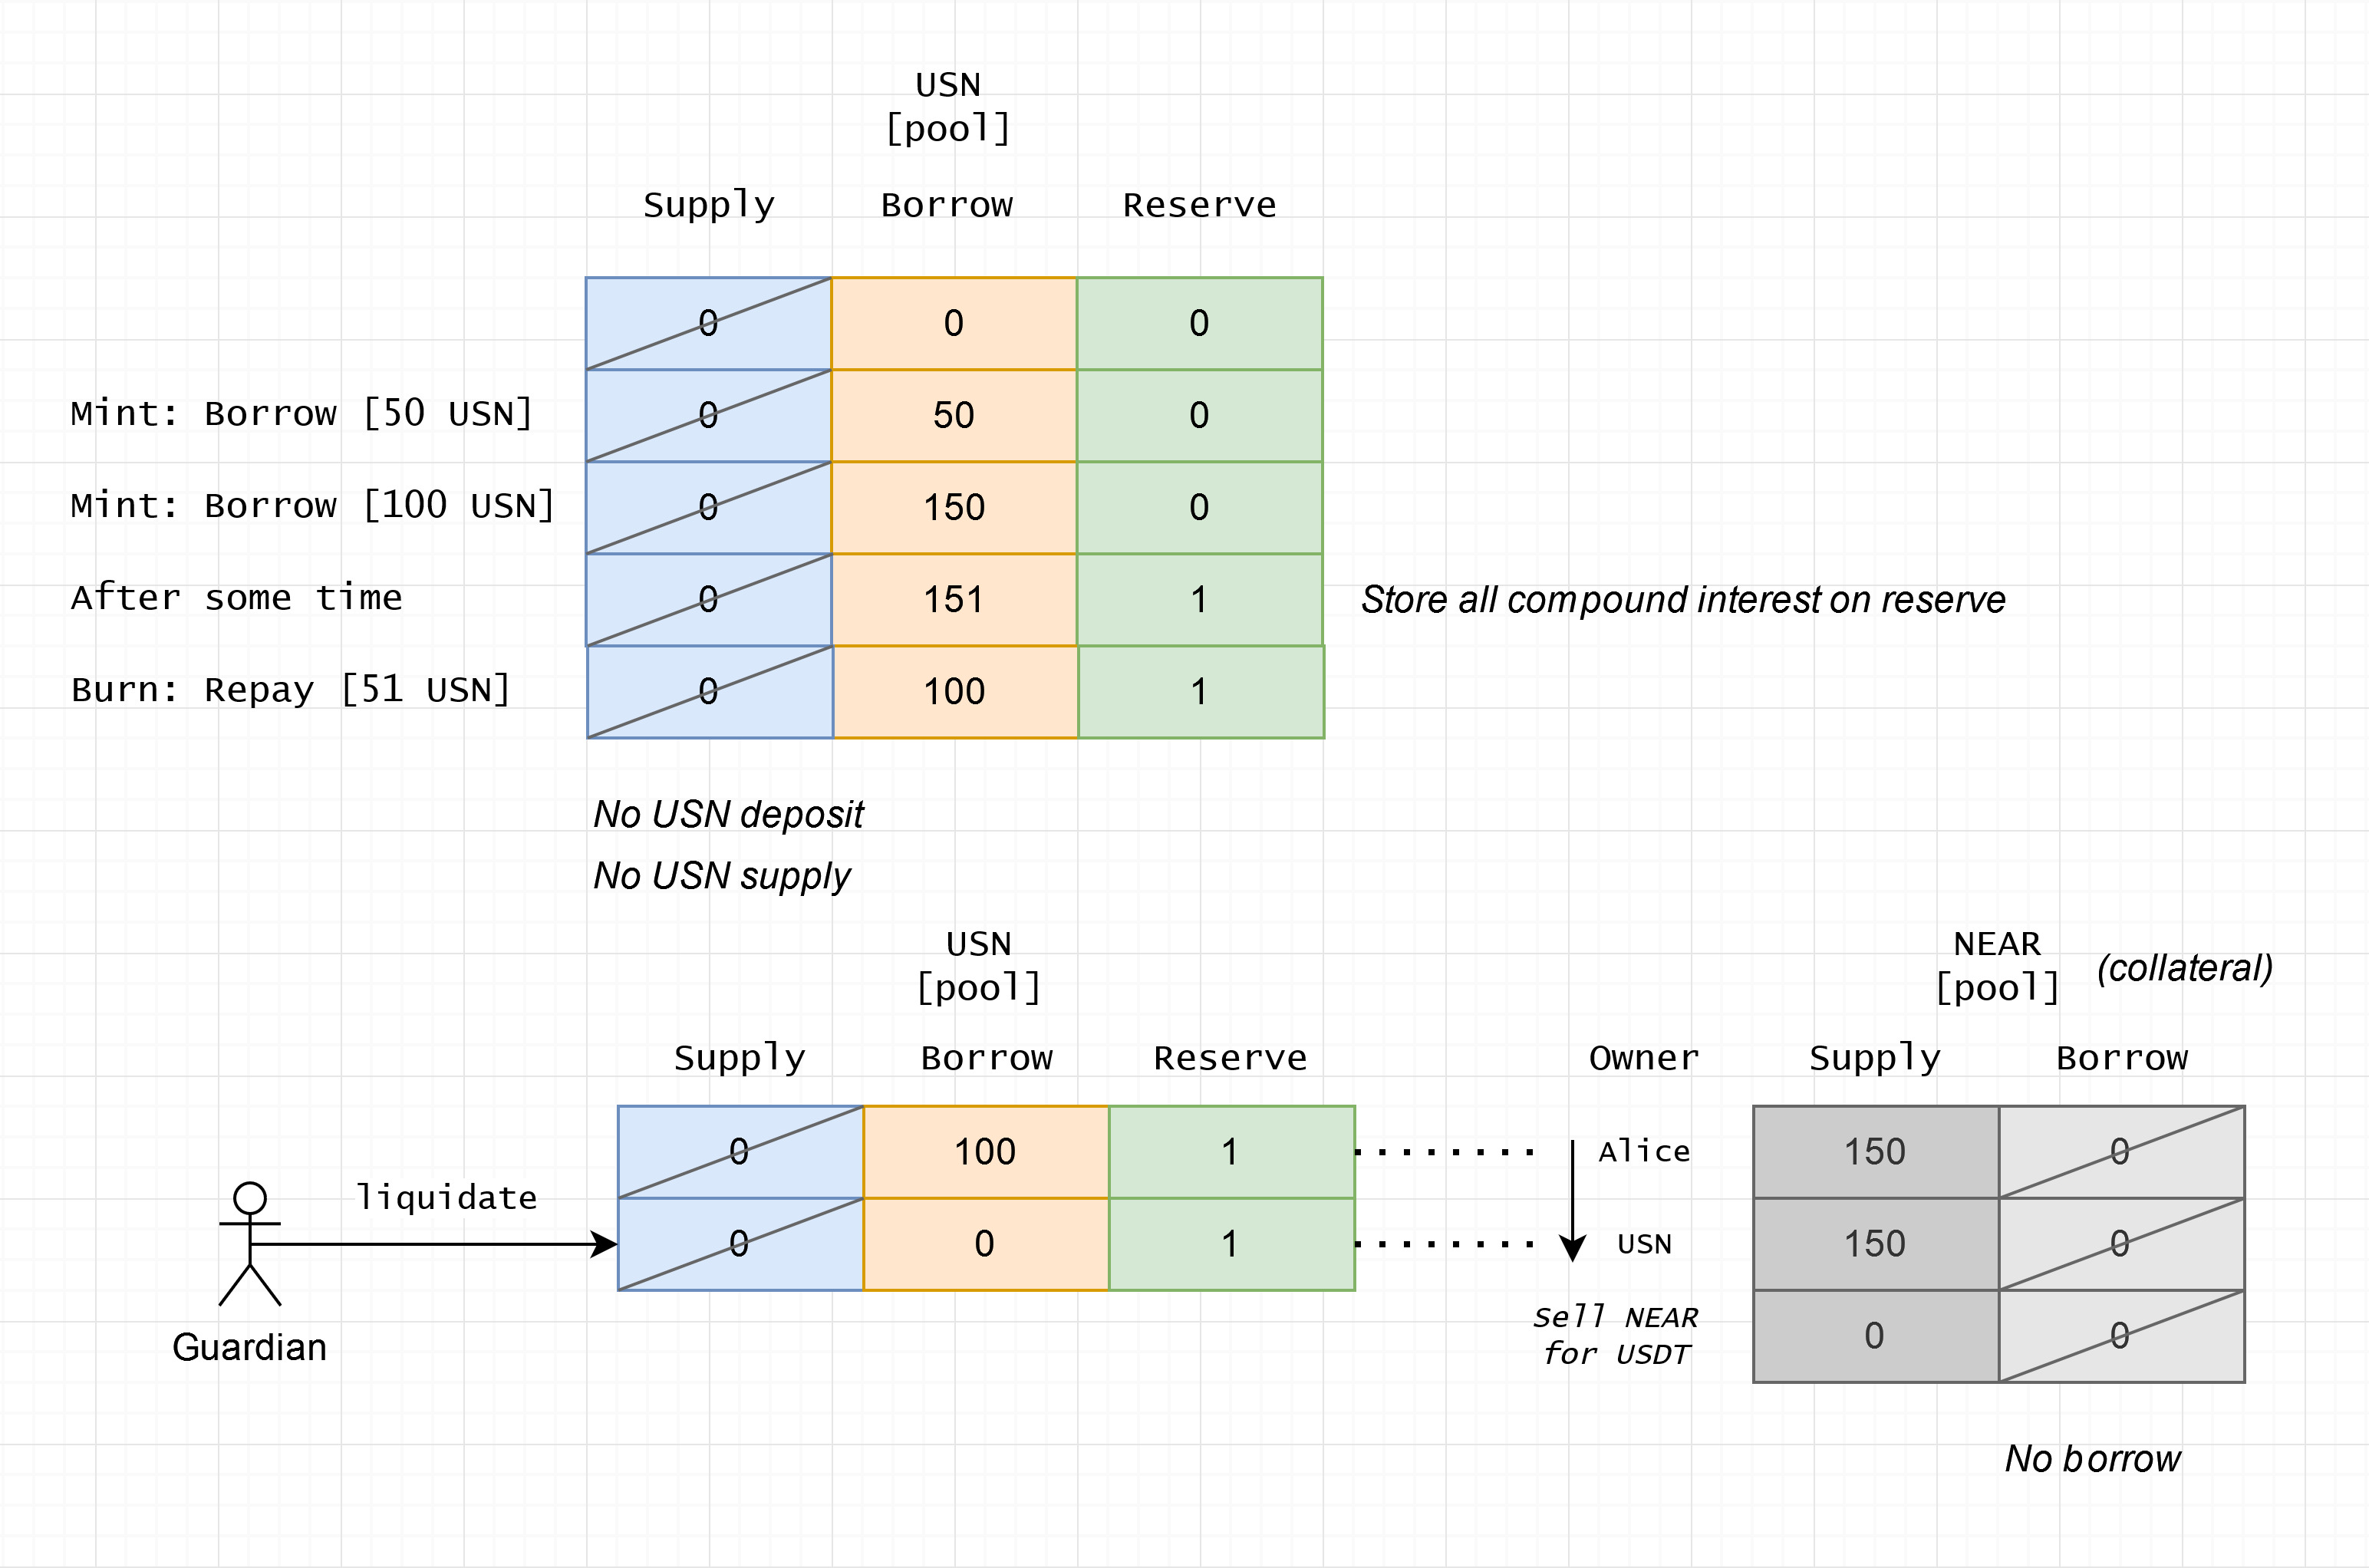 USN
[pool]
Supply Borrow Reserve
0 0 0
Mint: Borrow [50 USN] 0 50 0
Mint: Borrow [100 USN] 0 150 0
After some time 0 151 1 Store all compound interest on reserve
Burn: Repay [51 USN] 0 100 1
No USN deposit
No USN supply
USN
[pool]
NEAR
[pool]
(collateral)
Supply Borrow Reserve Owner Supply Borrow
0 100 1 Alice 150 0
liquidate
0 0 1 USN 150 0
Guardian
Sell NEAR
for USDT
0 0
No borrow